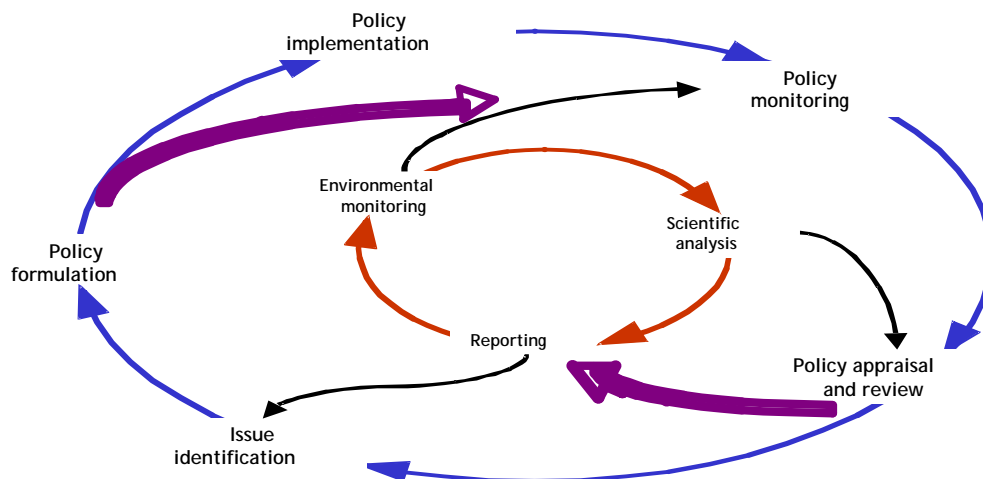 Policy
implementation
Policy
monitoring
Environmental
monitoring
Scientific
analysis
Policy
formulation
Reporting
Policy appraisal
and review
Issue
identification